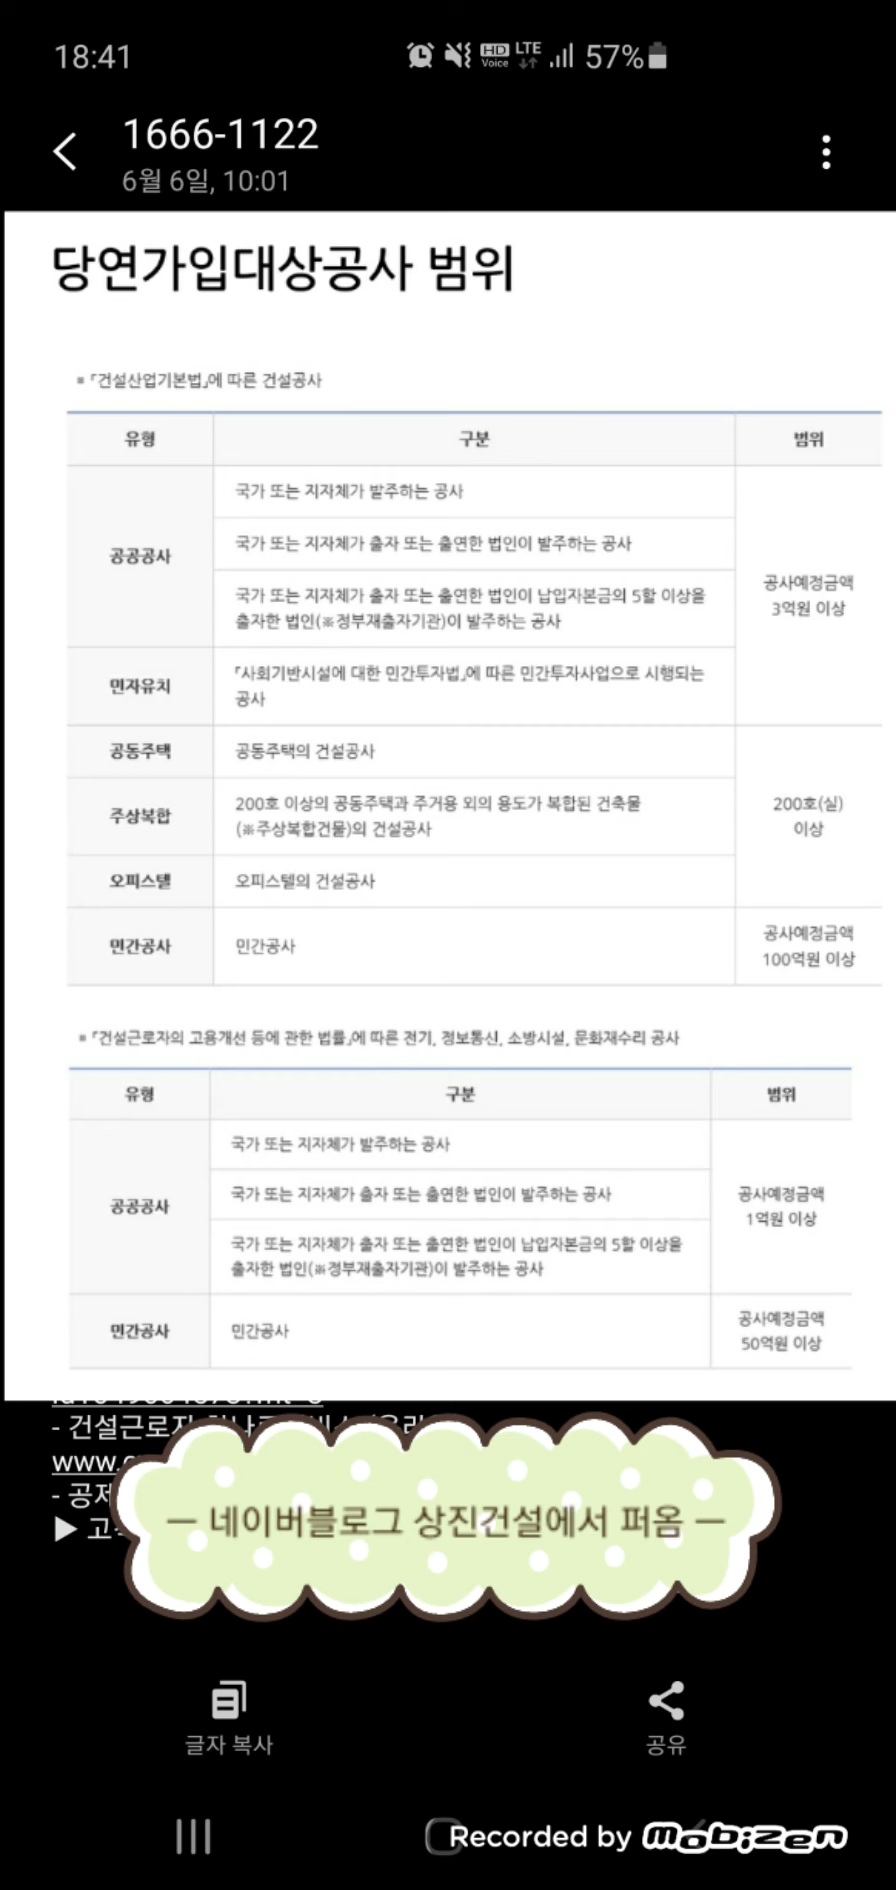 18:41
HD Voice LTE 57%
1666-1122
6월 6일, 10:01
당연가입대상공사 범위
▪ 「건설산업기본법」에 따른 건설공사
유형 구분 범위
공공공사
국가 또는 지자체가 발주하는 공사
국가 또는 지자체가 출자 또는 출연한 법인이 발주하는 공사
국가 또는 지자체가 출자 또는 출연한 법인이 납입자본금의 5할 이상을
출자한 법인(※정부재출자기관)이 발주하는 공사
공사예정금액
3억원 이상
민자유치
「사회기반시설에 대한 민간투자법」에 따른 민간투자사업으로 시행되는
공사
공동주택 공동주택의 건설공사
주상복합
200호 이상의 공동주택과 주거용 외의 용도가 복합된 건축물
(※주상복합건물)의 건설공사
200호(실)
이상
오피스텔 오피스텔의 건설공사
민간공사 민간공사
공사예정금액
100억원 이상
▪ 「건설근로자의 고용개선 등에 관한 법률」에 따른 전기, 정보통신, 소방시설, 문화재수리 공사
유형 구분 범위
공공공사
국가 또는 지자체가 발주하는 공사
국가 또는 지자체가 출자 또는 출연한 법인이 발주하는 공사
국가 또는 지자체가 출자 또는 출연한 법인이 납입자본금의 5할 이상을
출자한 법인(※정부재출자기관)이 발주하는 공사
공사예정금액
1억원 이상
민간공사 민간공사
공사예정금액
50억원 이상
- 건설근로자
www.
- 공제
▶ 고
— 네이버블로그 상진건설에서 퍼옴 —
글자 복사
공유
Recorded by mobizen